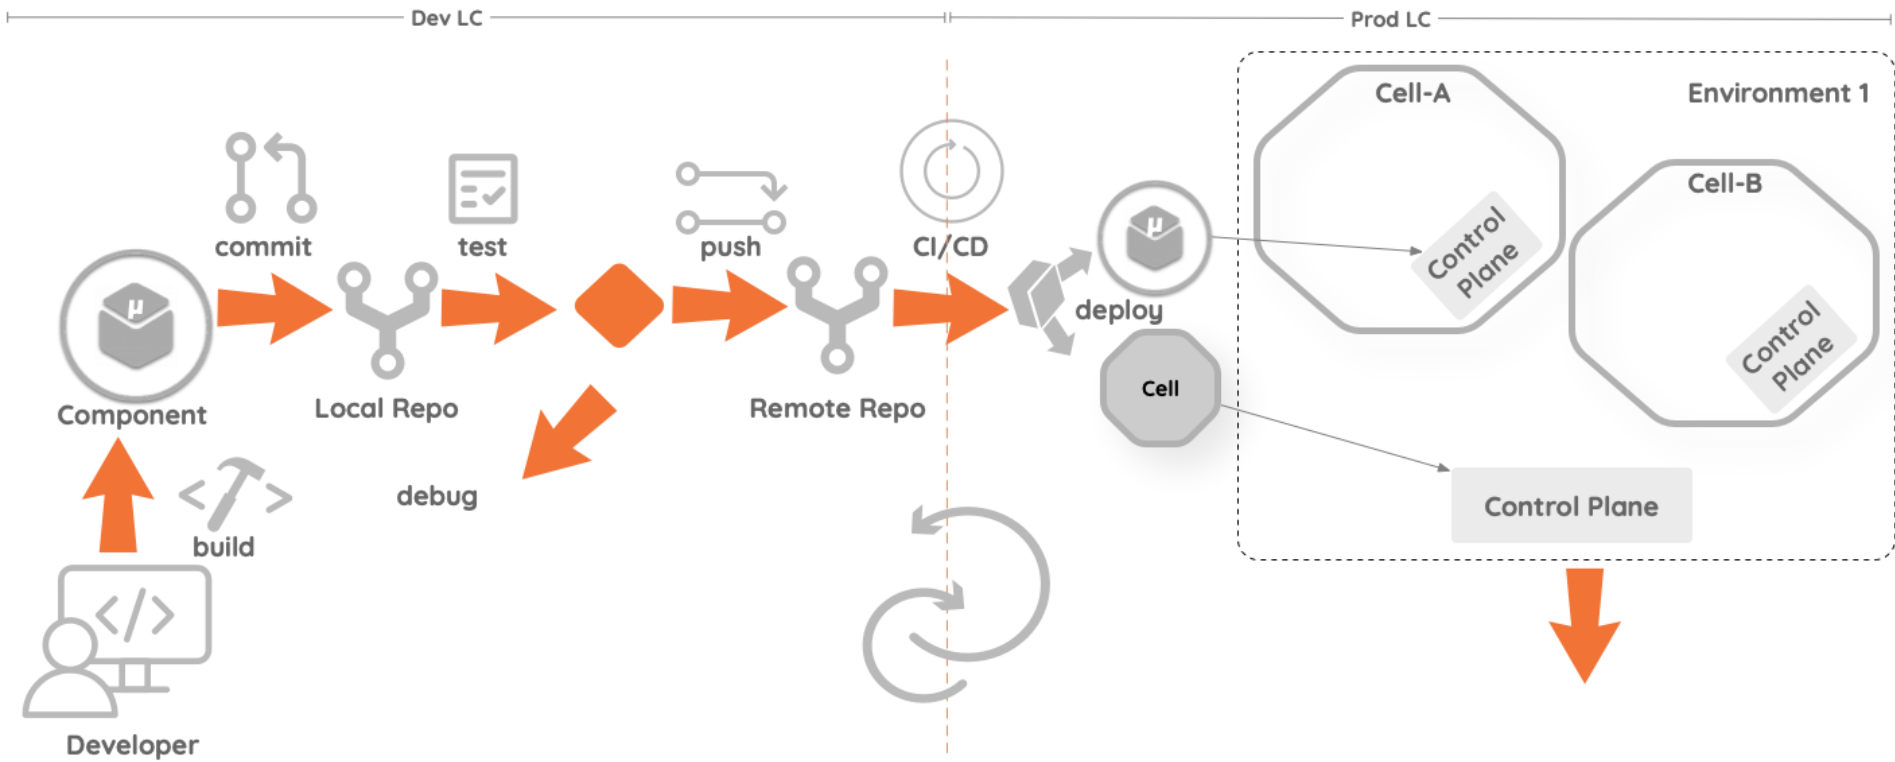 Dev LC
Prod LC
Cell-A
Environment 1
Cell-B
commit
test
push
CI/CD
μ
Control
Plane
μ
deploy
Control
Plane
Cell
Component
Local Repo
Remote Repo
debug
build
Control Plane
</>
Developer